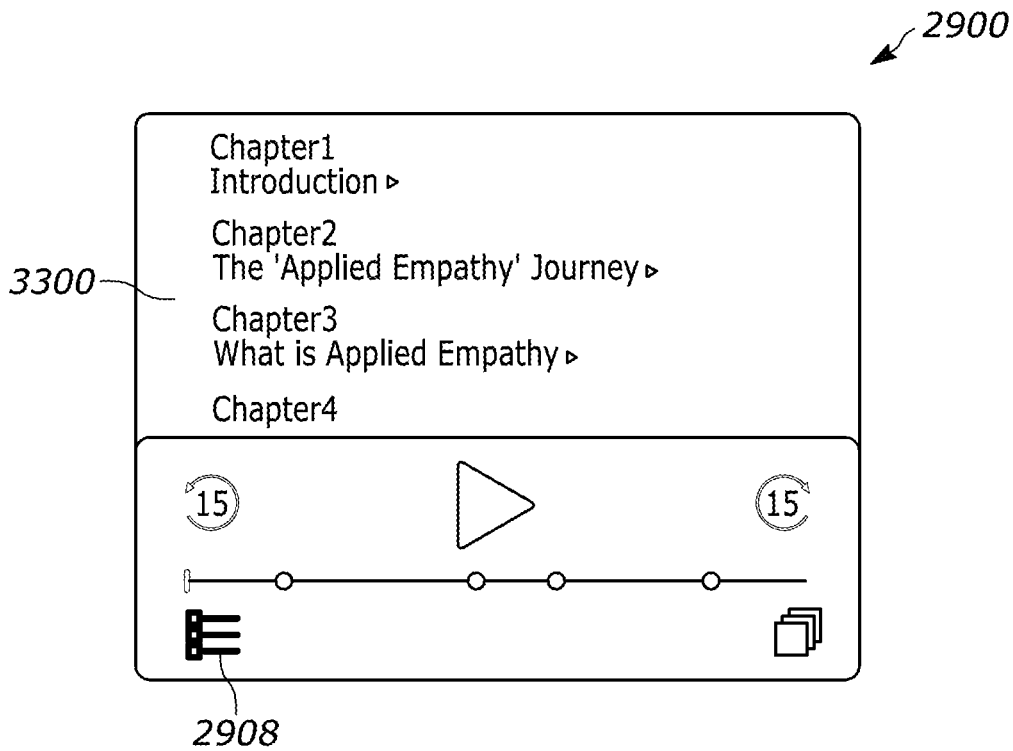 2900
Chapter1
Introduction ▹
Chapter2
The 'Applied Empathy' Journey ▹
3300
Chapter3
What is Applied Empathy ▹
Chapter4
15
15
2908